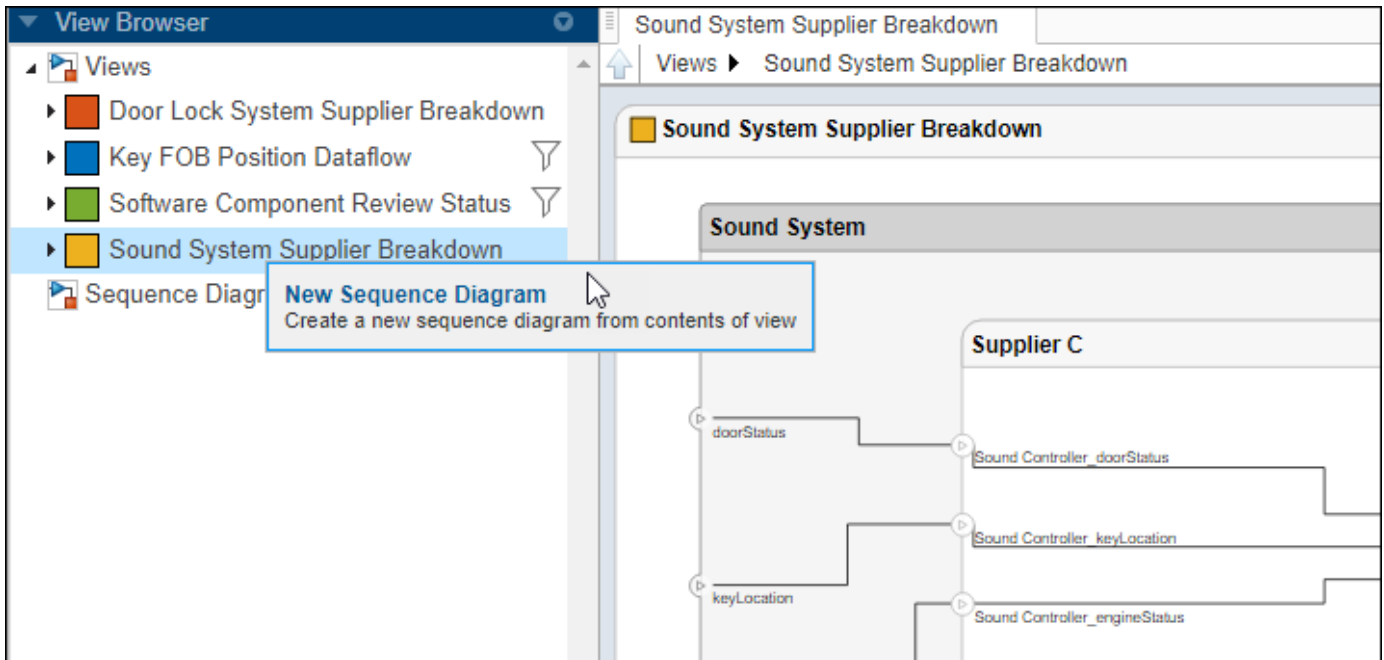 View Browser
Views
Door Lock System Supplier Breakdown
Key FOB Position Dataflow
Software Component Review Status
Sound System Supplier Breakdown
Sequence Diagr
New Sequence Diagram
Create a new sequence diagram from contents of view
Sound System Supplier Breakdown
Views Sound System Supplier Breakdown
Sound System Supplier Breakdown
Sound System
Supplier C
doorStatus
Sound Controller_doorStatus
Sound Controller_keyLocation
keyLocation
Sound Controller_engineStatus